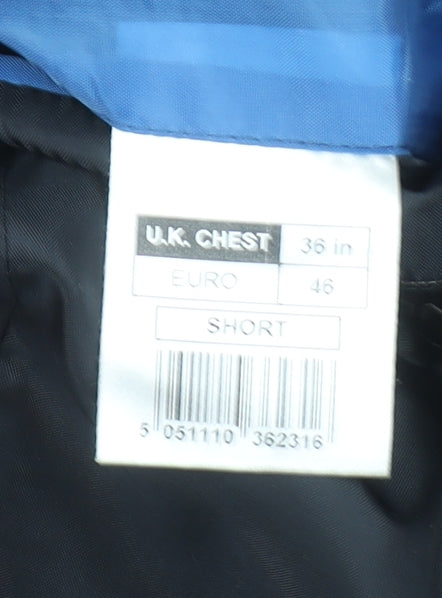 U.K. CHEST 36 in
EURO 46
SHORT
5 051110 362316